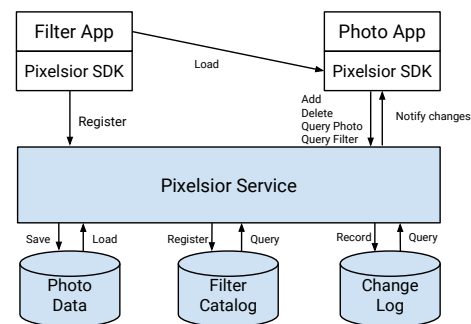 Filter App
Photo App
Pixelsior SDK
Pixelsior SDK
Load
Register
Add
Delete
Query Photo
Query Filter
Notify changes
Pixelsior Service
Save
Load
Register
Query
Record
Query
Photo
Data
Filter
Catalog
Change
Log